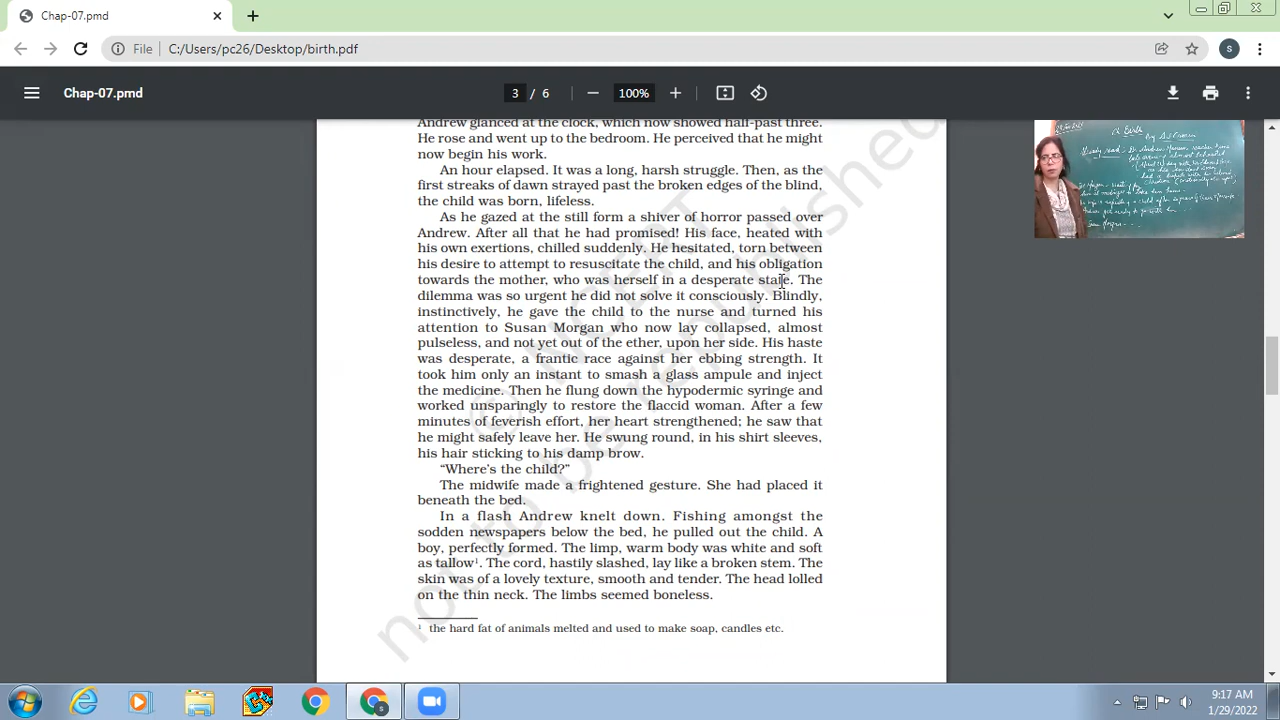 Chap-07.pmd
File
C:/Users/pc26/Desktop/birth.pdf
S
Chap-07.pmd
3 / 6
100%
Andrew glanced at the clock, which now showed half-past three.
He rose and went up to the bedroom. He perceived that he might
now begin his work.
An hour elapsed. It was a long, harsh struggle. Then, as the
first streaks of dawn strayed past the broken edges of the blind,
the child was born, lifeless.
As he gazed at the still form a shiver of horror passed over
Andrew. After all that he had promised! His face, heated with
his own exertions, chilled suddenly. He hesitated, torn between
his desire to attempt to resuscitate the child, and his obligation
towards the mother, who was herself in a desperate state. The
dilemma was so urgent he did not solve it consciously. Blindly,
instinctively, he gave the child to the nurse and turned his
attention to Susan Morgan who now lay collapsed, almost
pulseless, and not yet out of the ether, upon her side. His haste
was desperate, a frantic race against her ebbing strength. It
took him only an instant to smash a glass ampule and inject
the medicine. Then he flung down the hypodermic syringe and
worked unsparingly to restore the flaccid woman. After a few
minutes of feverish effort, her heart strengthened; he saw that
he might safely leave her. He swung round, in his shirt sleeves,
his hair sticking to his damp brow.
“Where’s the child?”
The midwife made a frightened gesture. She had placed it
beneath the bed.
In a flash Andrew knelt down. Fishing amongst the
sodden newspapers below the bed, he pulled out the child. A
boy, perfectly formed. The limp, warm body was white and soft
as tallow¹. The cord, hastily slashed, lay like a broken stem. The
skin was of a lovely texture, smooth and tender. The head lolled
on the thin neck. The limbs seemed boneless.
¹ the hard fat of animals melted and used to make soap, candles etc.
© NCERT
not to be republished
Birth
S
9:17 AM
1/29/2022